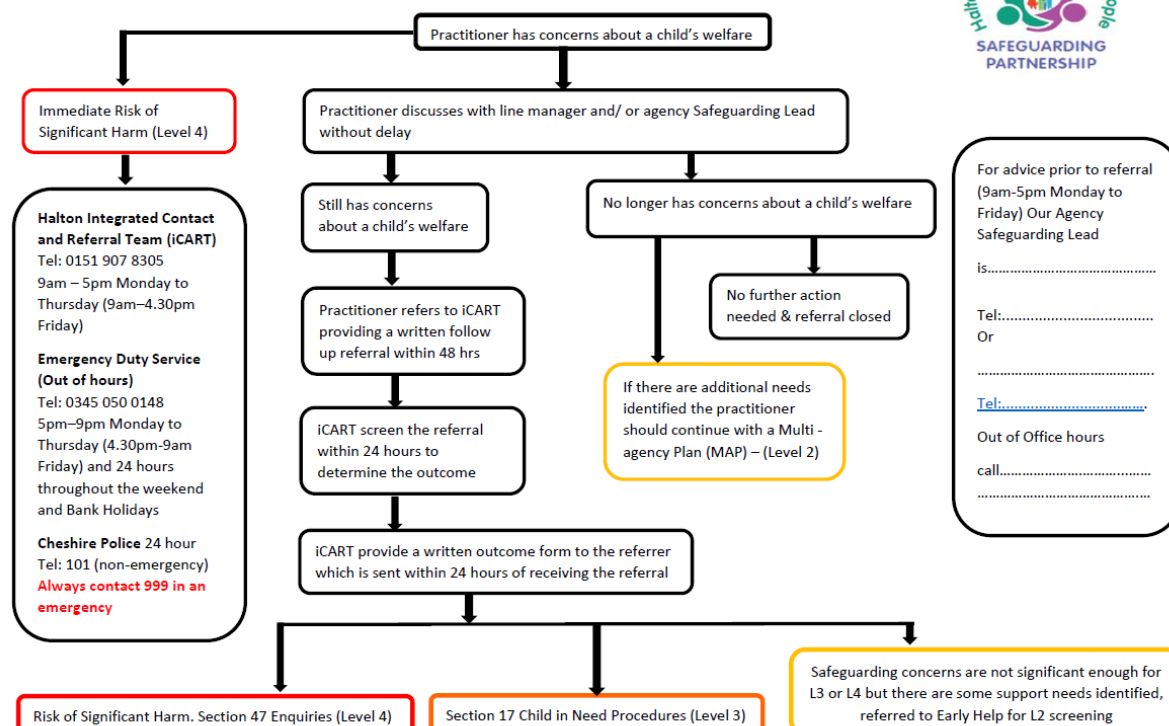 Halto
ople
SAFEGUARDING
PARTNERSHIP
Practitioner has concerns about a child's welfare
Immediate Risk of
Significant Harm (Level 4)
Practitioner discusses with line manager and/ or agency Safeguarding Lead
without delay
Halton Integrated Contact
and Referral Team (iCART)
Tel: 0151 907 8305
9am – 5pm Monday to
Thursday (9am–4.30pm
Friday)
Emergency Duty Service
(Out of hours)
Tel: 0345 050 0148
5pm–9pm Monday to
Thursday (4.30pm-9am
Friday) and 24 hours
throughout the weekend
and Bank Holidays
Cheshire Police 24 hour
Tel: 101 (non-emergency)
Always contact 999 in an
emergency
Still has concerns
about a child's welfare
No longer has concerns about a child's welfare
Practitioner refers to iCART
providing a written follow
up referral within 48 hrs
No further action
needed & referral closed
If there are additional needs
identified the practitioner
should continue with a Multi -
agency Plan (MAP) – (Level 2)
iCART screen the referral
within 24 hours to
determine the outcome
iCART provide a written outcome form to the referrer
which is sent within 24 hours of receiving the referral
For advice prior to referral
(9am-5pm Monday to
Friday) Our Agency
Safeguarding Lead
is.............................................
Tel:........................................
Or
................................................
Tel:......................................
Out of Office hours
call........................................
..............................................
Risk of Significant Harm. Section 47 Enquiries (Level 4)
Section 17 Child in Need Procedures (Level 3)
Safeguarding concerns are not significant enough for
L3 or L4 but there are some support needs identified,
referred to Early Help for L2 screening